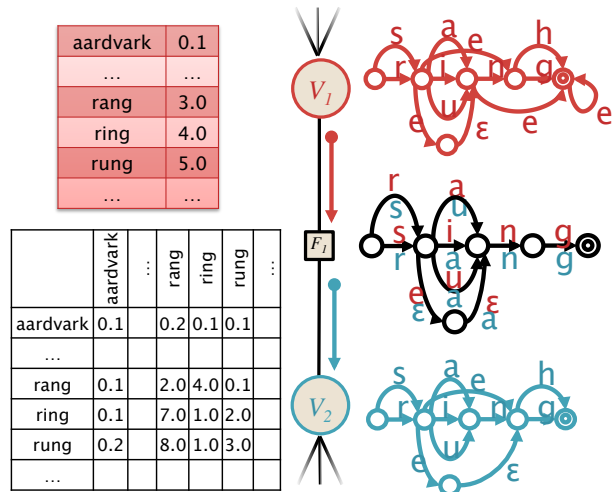 aardvark 0.1
... ...
rang 3.0
ring 4.0
rung 5.0
... ...
V1
s a e h
r i n g
u
e ε e e
F1
r a
s u
s i n g
r a n g
u
e a ε
ε a
V2
s a e h
r i n g
u
e ε
aardvark ... rang ring rung ...
aardvark 0.1 0.2 0.1 0.1
...
rang 0.1 2.0 4.0 0.1
ring 0.1 7.0 1.0 2.0
rung 0.2 8.0 1.0 3.0
...